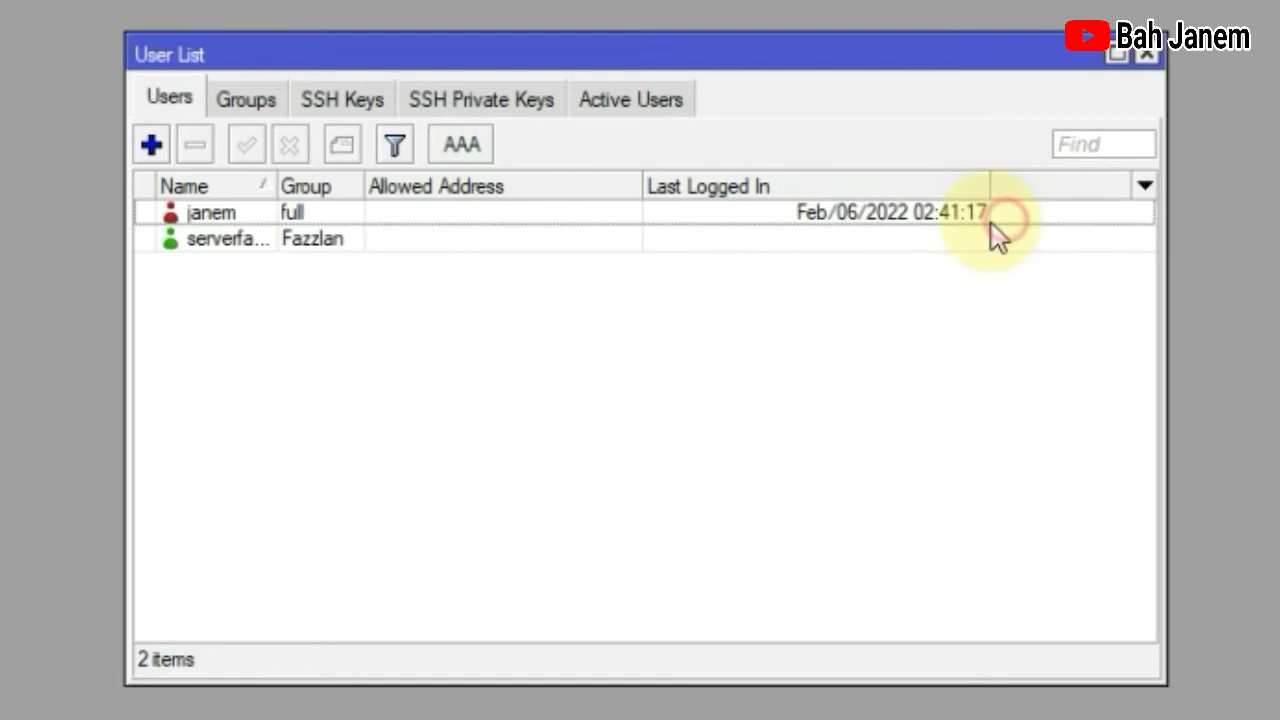 Bah Janem
User List
Users Groups SSH Keys SSH Private Keys Active Users
AAA Find
Name Group Allowed Address Last Logged In
janem full Feb/06/2022 02:41:17
serverfa... Fazzlan
2 items